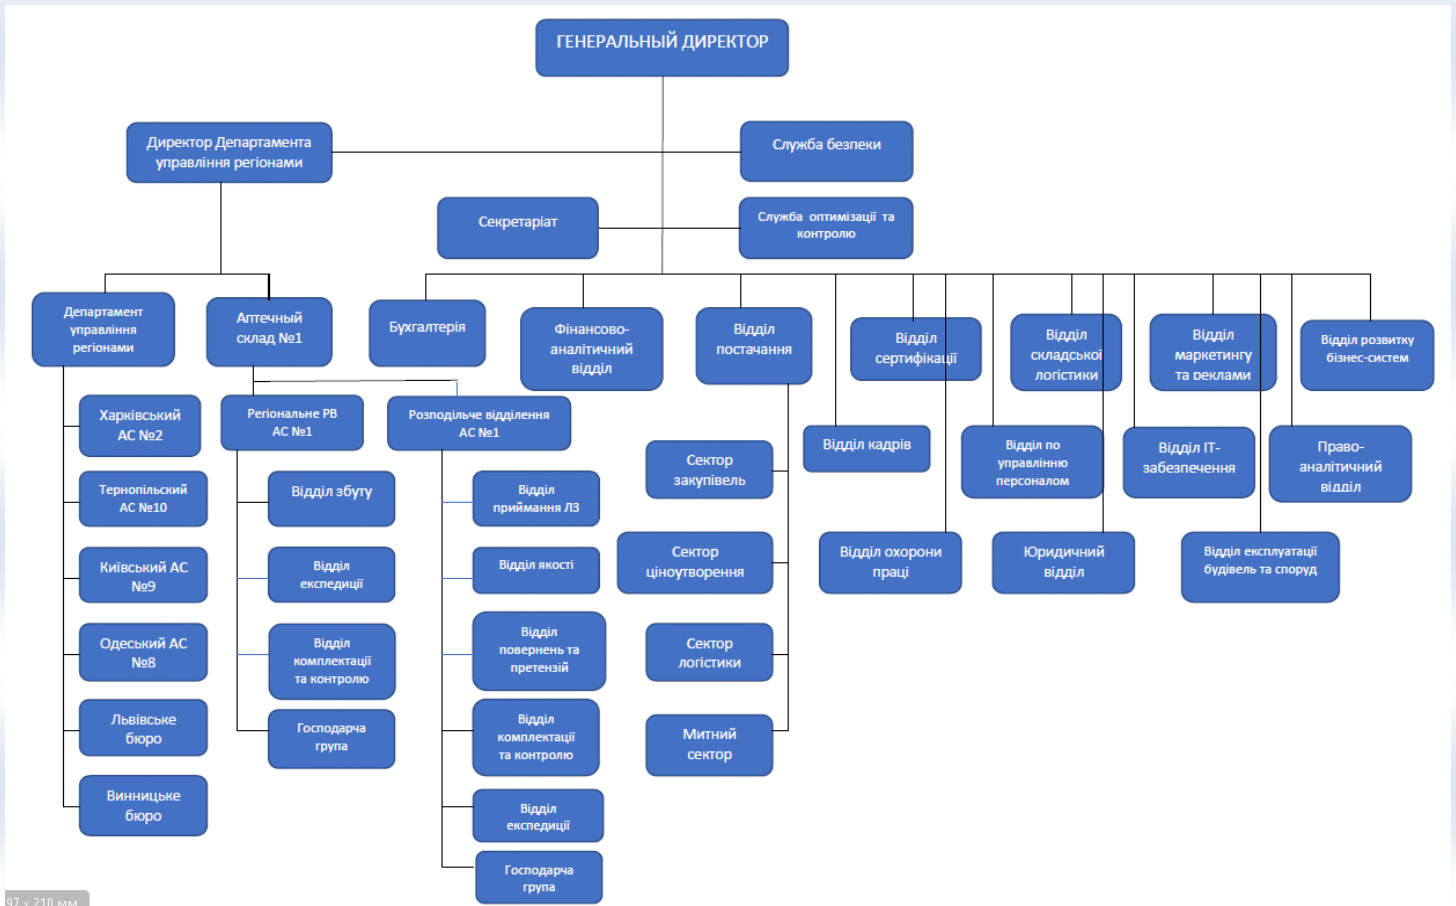 ГЕНЕРАЛЬНЫЙ ДИРЕКТОР
Директор Департамента
управління регіонами
Служба безпеки
Секретаріат
Служба оптимізації та
контролю
Департамент
управління
регіонами
Аптечный
склад №1
Бухгалтерія
Фінансово-
аналітичний
відділ
Відділ
постачання
Відділ
сертифікації
Відділ
складської
логістики
Відділ
маркетингу
та реклами
Відділ розвитку
бізнес-систем
Харківський
АС №2
Регіональне РВ
АС №1
Розподільче відділення
АС №1
Відділ кадрів
Відділ по
управлінню
персоналом
Відділ ІТ-
забезпечення
Право-
аналітичний
відділ
Сектор
закупівель
Тернопільский
АС №10
Відділ збуту
Відділ
приймання ЛЗ
Київський АС
№9
Відділ
експедиції
Відділ якості
Сектор
ціноутворення
Відділ охорони
праці
Юридичний
відділ
Відділ експлуатації
будівель та споруд
Одеський АС
№8
Відділ
комплектації
та контролю
Відділ
повернень та
претензій
Сектор
логістики
Львівське
бюро
Господарча
група
Відділ
комплектації
та контролю
Митний
сектор
Винницьке
бюро
Відділ
експедиції
Господарча
група
97 x 210 мм